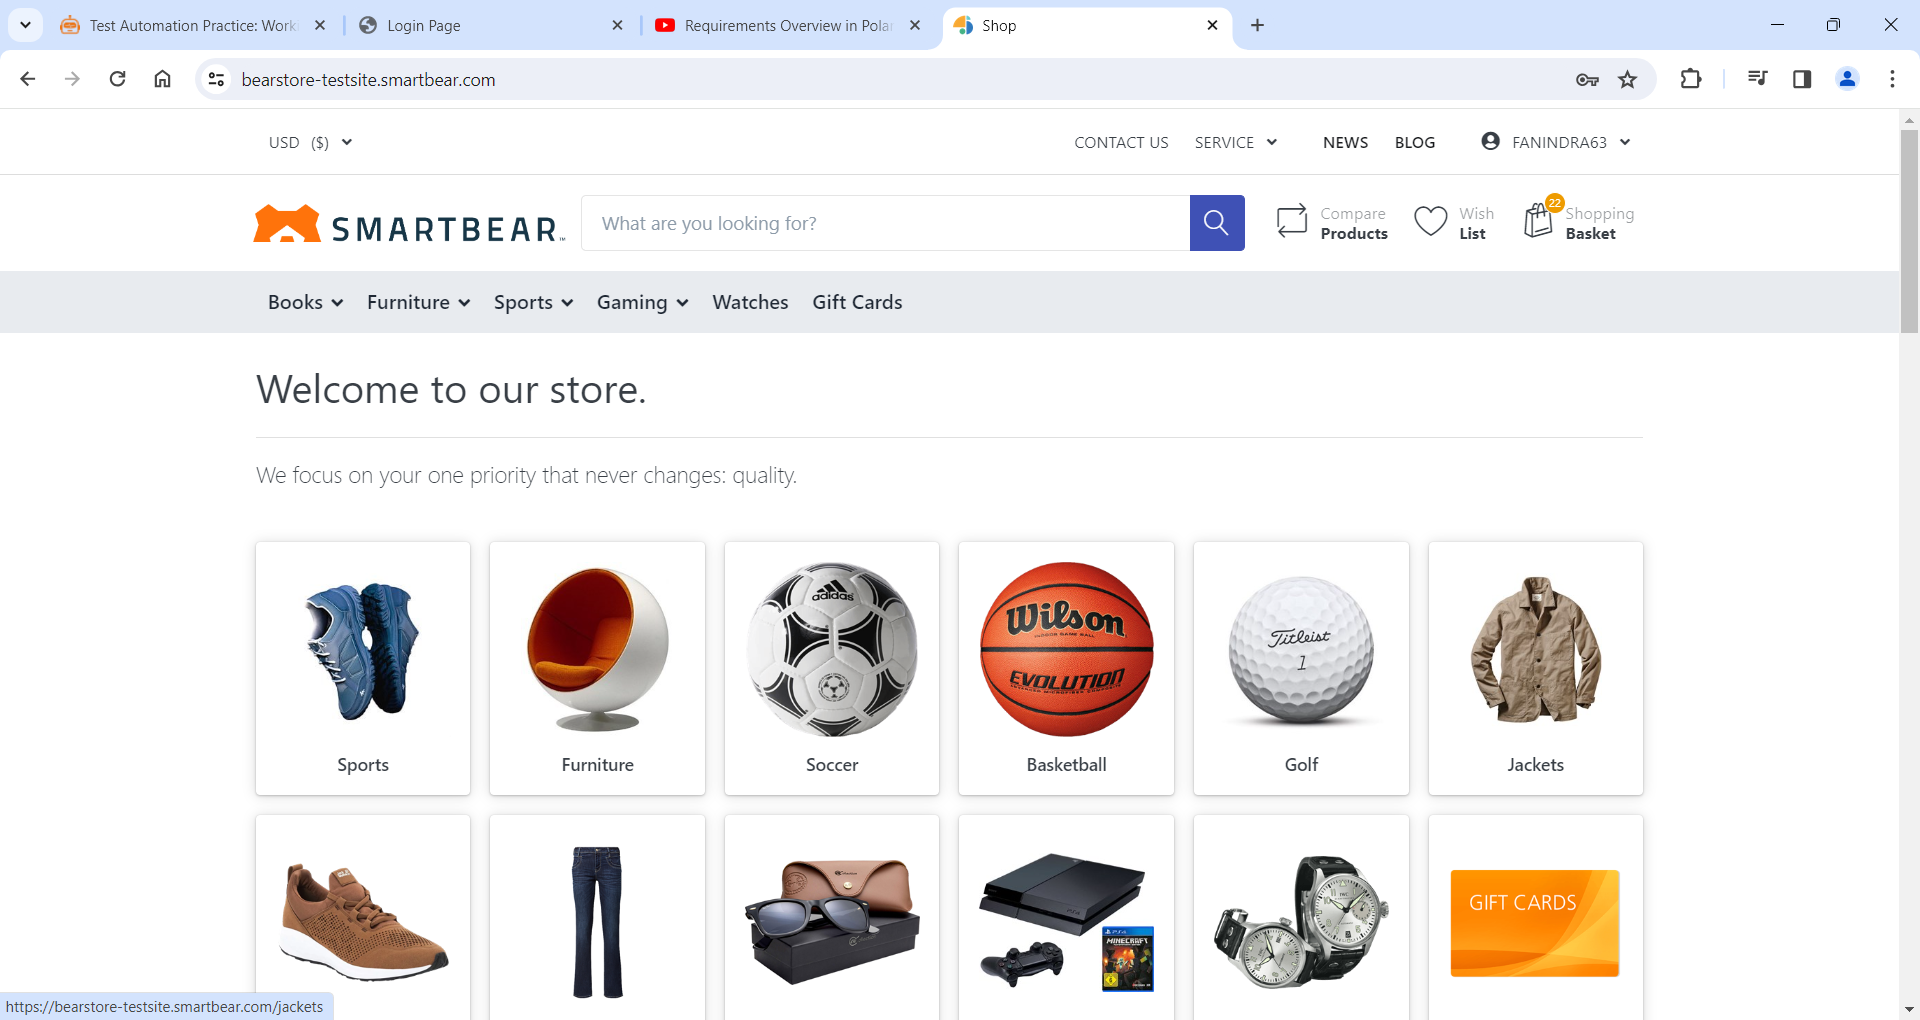 Test Automation Practice: Worki
Login Page
Requirements Overview in Polar
Shop
bearstore-testsite.smartbear.com
USD ($)
CONTACT US
SERVICE
NEWS
BLOG
FANINDRA63
SMARTBEAR
What are you looking for?
Compare
Products
Wish
List
22
Shopping
Basket
Books
Furniture
Sports
Gaming
Watches
Gift Cards
Welcome to our store.
We focus on your one priority that never changes: quality.
adidas
Wilson
EVOLUTION
Titleist
1
Sports
Furniture
Soccer
Basketball
Golf
Jackets
MINECRAFT
GIFT CARDS
https://bearstore-testsite.smartbear.com/jackets